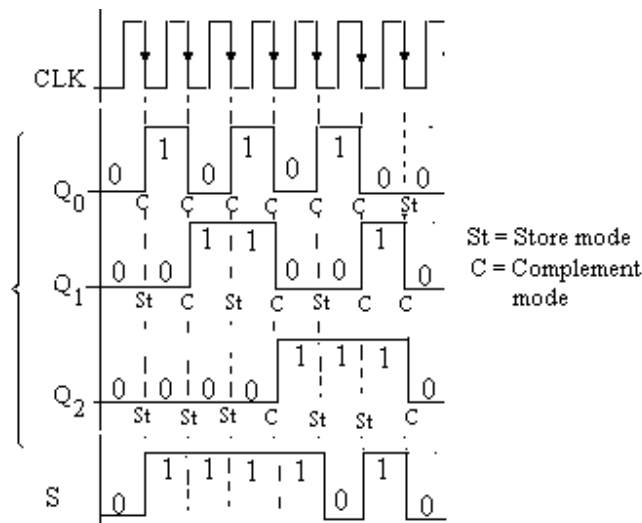 CLK
1 1 1
0 0 0 0 0
Q0
C C C C C C St
1 1 1
0 0 0 0 0
Q1
St C St C St C C
St = Store mode
C = Complement
mode
1 1 1
0 0 0 0 0
Q2
St St St C St St C
1 1 1 1 1
S
0 0 0